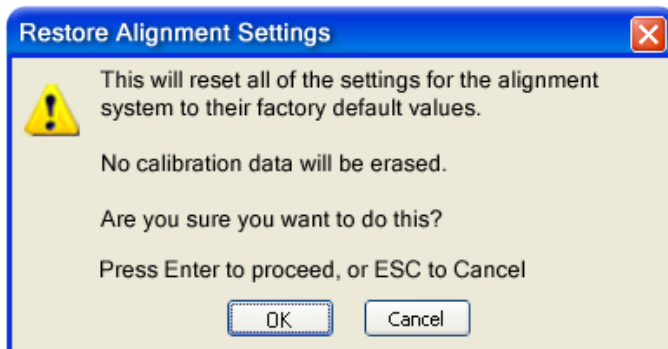 Restore Alignment Settings
This will reset all of the settings for the alignment
system to their factory default values.
No calibration data will be erased.
Are you sure you want to do this?
Press Enter to proceed, or ESC to Cancel
OK
Cancel